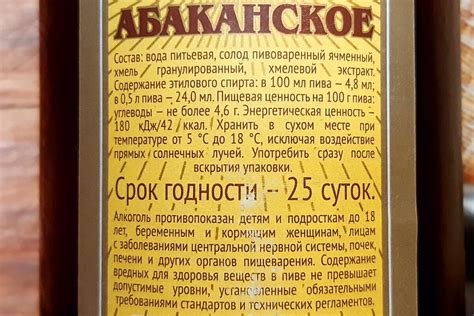 АБАКАНСКОЕ
Состав: вода питьевая, солод пивоваренный ячменный,
хмель гранулированный, хмелевой экстракт.
Содержание этилового спирта: в 100 мл пива – 4,8 мл;
в 0,5 л пива – 24,0 мл. Пищевая ценность на 100 г пива:
углеводы – не более 4,6 г. Энергетическая ценность –
180 кДж/42 ккал. Хранить в сухом месте при
температуре от 5 °С до 18 °С, исключая воздействие
прямых солнечных лучей. Употребить сразу после
вскрытия упаковки.
Срок годности – 25 суток.
Алкоголь противопоказан детям и подросткам до 18
лет, беременным и кормящим женщинам, лицам
с заболеваниями центральной нервной системы, почек,
печени и других органов пищеварения. Содержание
вредных для здоровья веществ в пиве не превышает
допустимые уровни, установленные обязательными
требованиями стандартов и технических регламентов.